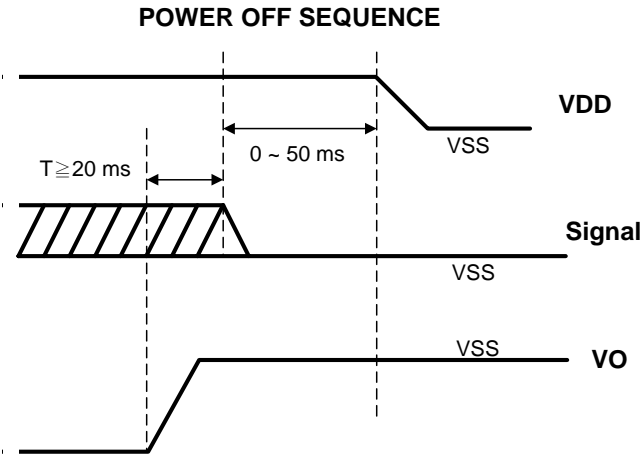 POWER OFF SEQUENCE
VDD
VSS
0 ~ 50 ms
T≧20 ms
Signal
VSS
VSS
VO